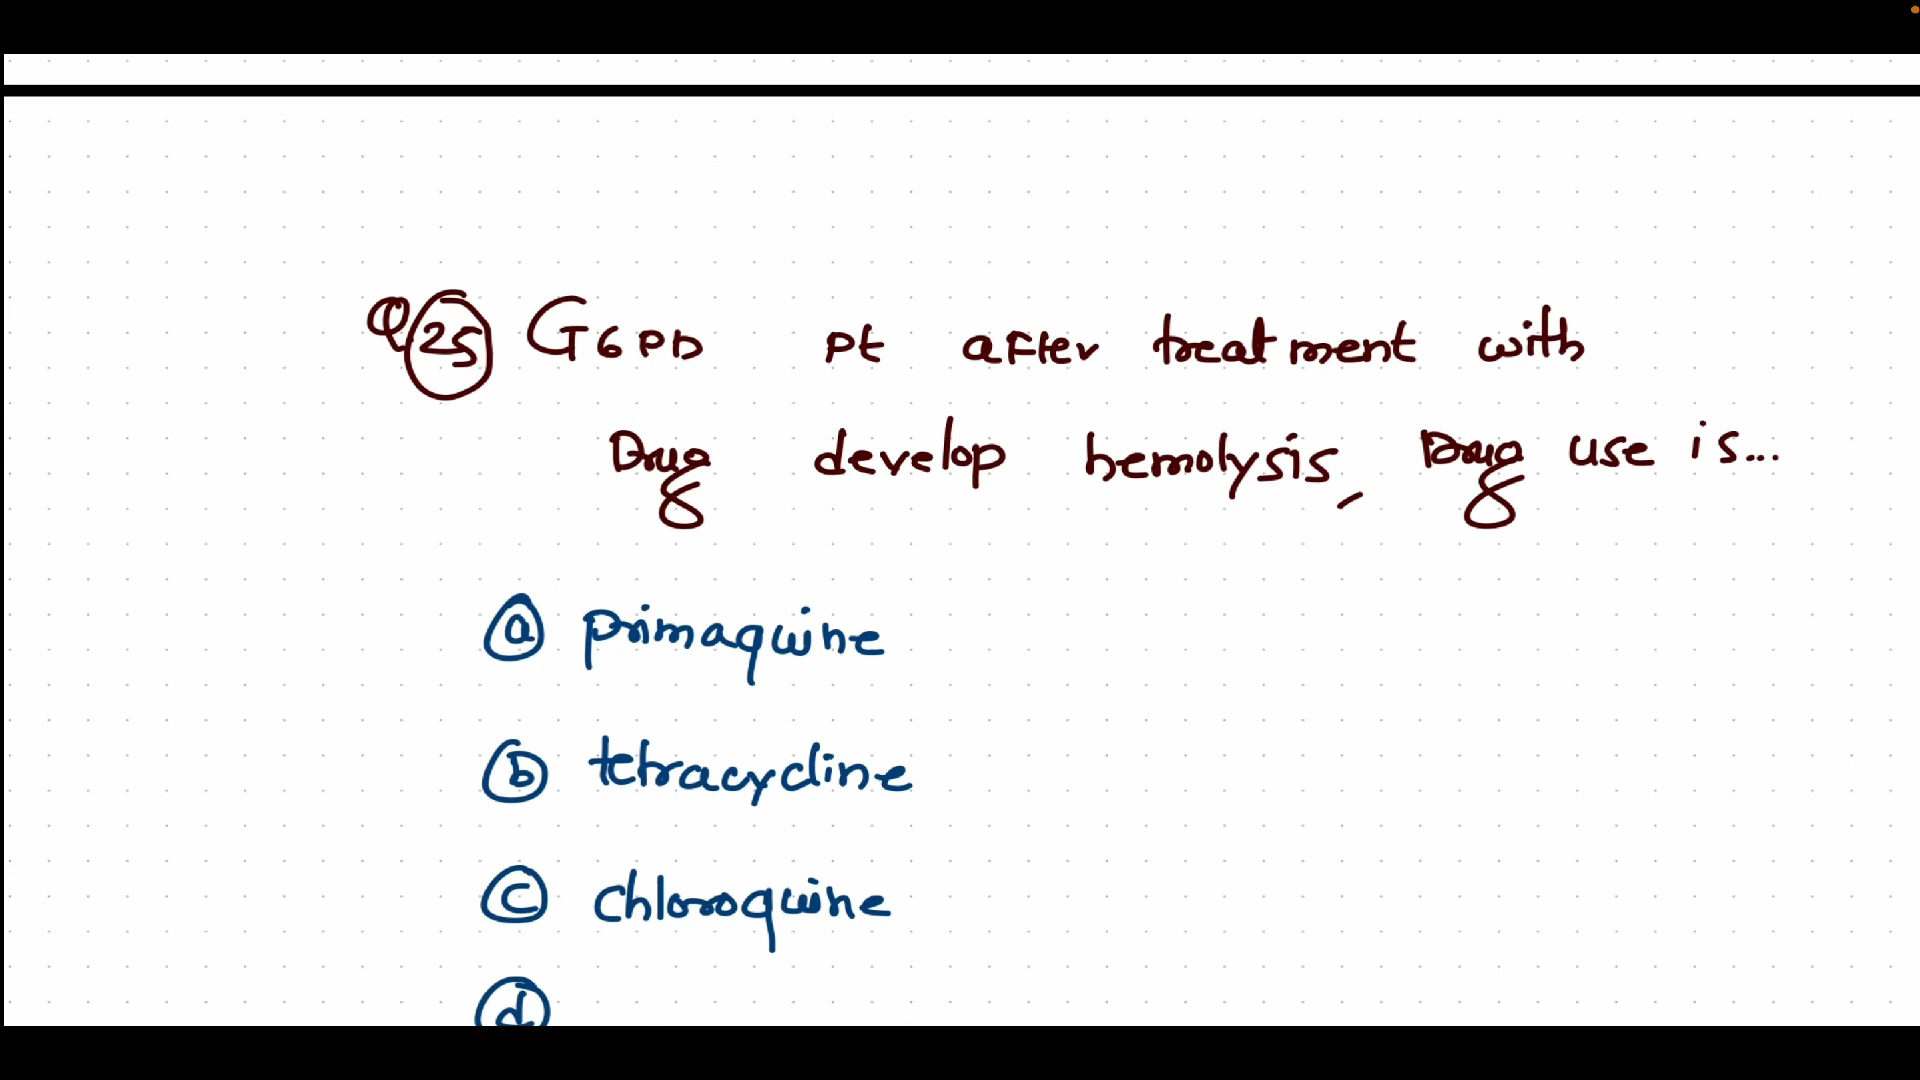 Q 25 G6PD pt after treatment with
Drug develop hemolysis, Drug use is...
a primaquine
b tetracycline
c chloroquine
d